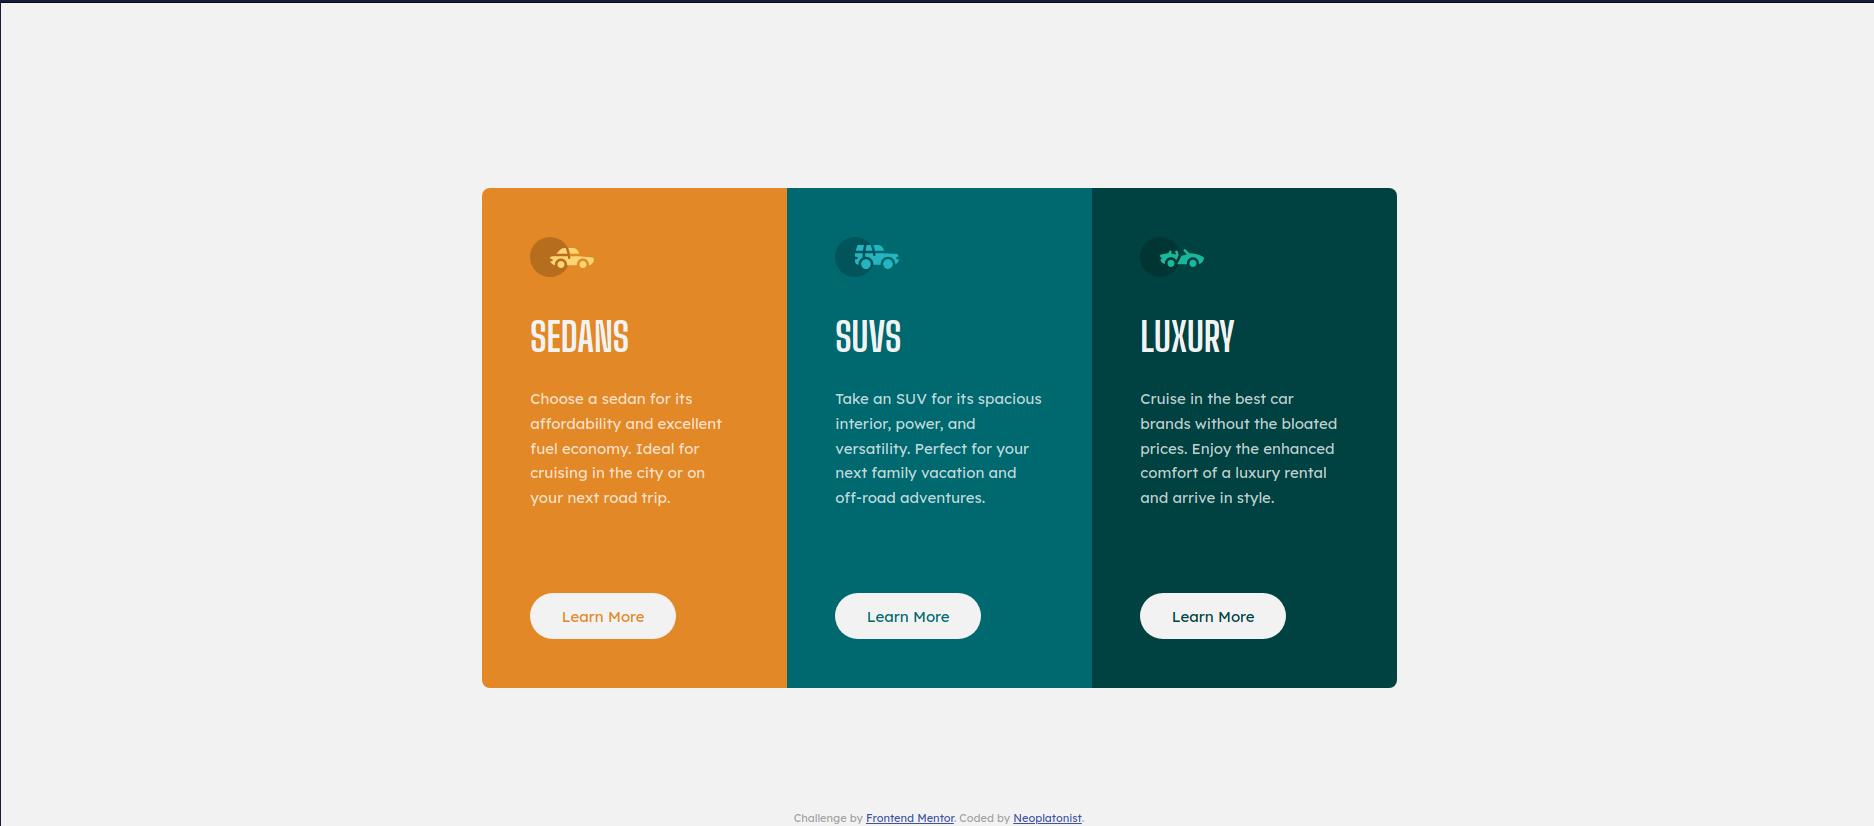 SEDANS
Choose a sedan for its
affordability and excellent
fuel economy. Ideal for
cruising in the city or on
your next road trip.
Learn More
SUVS
Take an SUV for its spacious
interior, power, and
versatility. Perfect for your
next family vacation and
off-road adventures.
Learn More
LUXURY
Cruise in the best car
brands without the bloated
prices. Enjoy the enhanced
comfort of a luxury rental
and arrive in style.
Learn More
Challenge by Frontend Mentor. Coded by Neoplatonist.